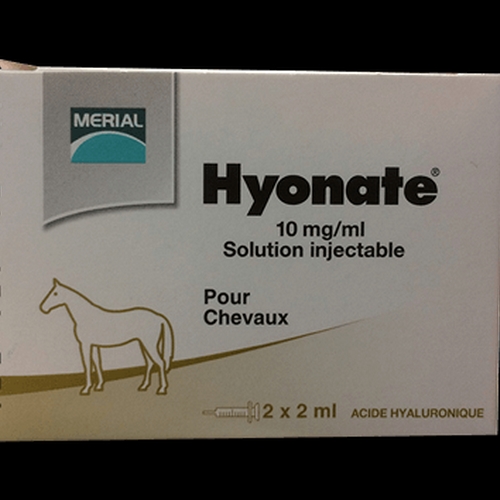 MERIAL
Hyonate®
10 mg/ml
Solution injectable
Pour
Chevaux
2 x 2 ml
ACIDE HYALURONIQUE